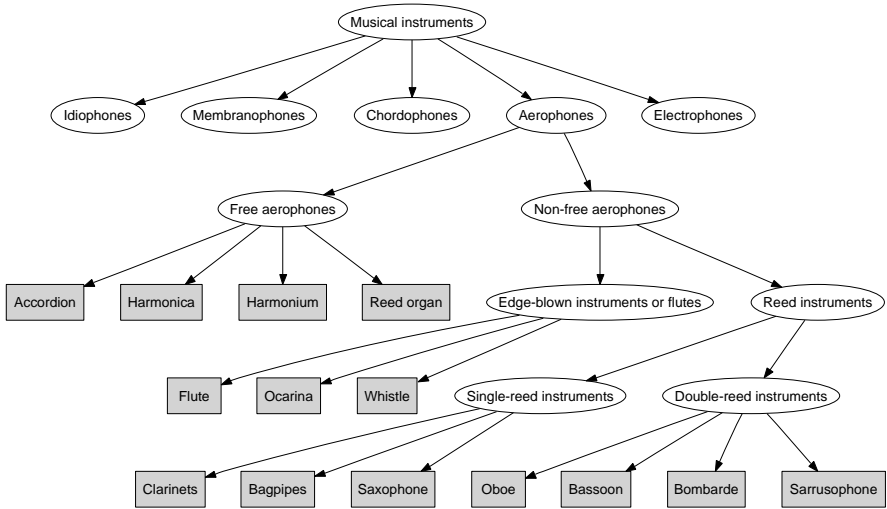 Musical instruments
Idiophones
Membranophones
Chordophones
Aerophones
Electrophones
Free aerophones
Non-free aerophones
Accordion
Harmonica
Harmonium
Reed organ
Edge-blown instruments or flutes
Reed instruments
Flute
Ocarina
Whistle
Single-reed instruments
Double-reed instruments
Clarinets
Bagpipes
Saxophone
Oboe
Bassoon
Bombarde
Sarrusophone